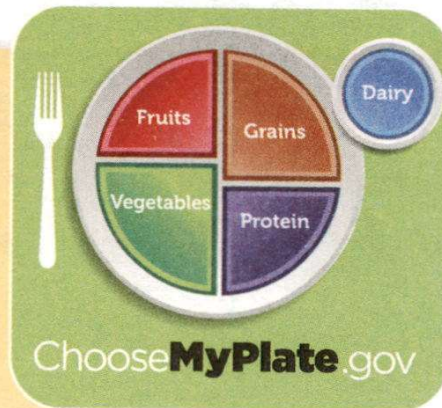 Fruits
Grains
Dairy
Vegetables
Protein
ChooseMyPlate.gov